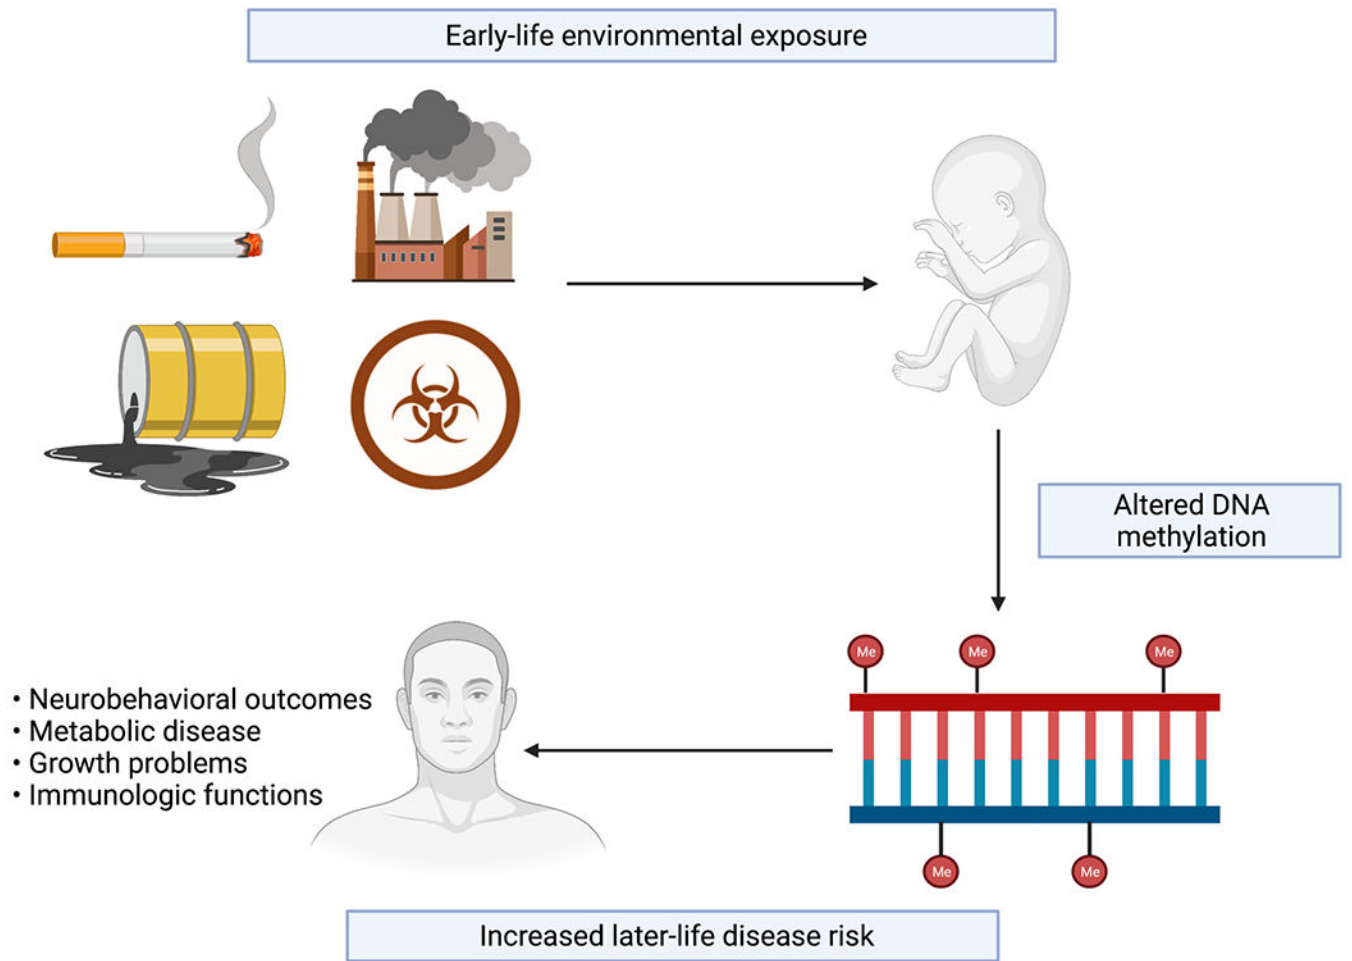 Early-life environmental exposure
Altered DNA
methylation
Me Me Me
• Neurobehavioral outcomes
• Metabolic disease
• Growth problems
• Immunologic functions
Me Me
Increased later-life disease risk